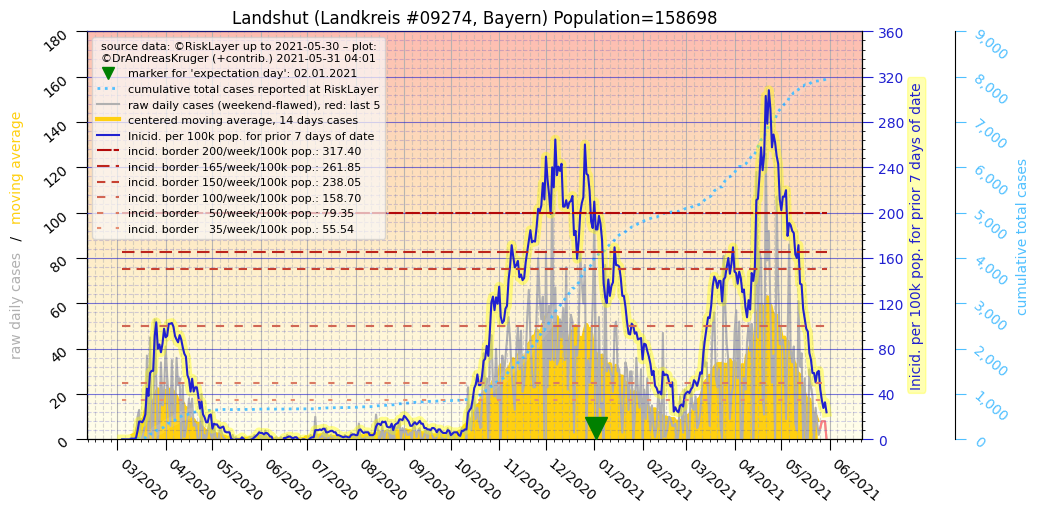 Landshut (Landkreis #09274, Bayern) Population=158698
source data: ©RiskLayer up to 2021-05-30 – plot:
©DrAndreasKruger (+contrib.) 2021-05-31 04:01
marker for 'expectation day': 02.01.2021
cumulative total cases reported at RiskLayer
raw daily cases (weekend-flawed), red: last 5
centered moving average, 14 days cases
Inicid. per 100k pop. for prior 7 days of date
incid. border 200/week/100k pop.: 317.40
incid. border 165/week/100k pop.: 261.85
incid. border 150/week/100k pop.: 238.05
incid. border 100/week/100k pop.: 158.70
incid. border   50/week/100k pop.: 79.35
incid. border   35/week/100k pop.: 55.54
raw daily cases / moving average
180
160
140
120
100
80
60
40
20
0
360
320
280
240
200
160
120
80
40
0
Inicid. per 100k pop. for prior 7 days of date
9,000
8,000
7,000
6,000
5,000
4,000
3,000
2,000
1,000
0
cumulative total cases
03/2020
04/2020
05/2020
06/2020
07/2020
08/2020
09/2020
10/2020
11/2020
12/2020
01/2021
02/2021
03/2021
04/2021
05/2021
06/2021